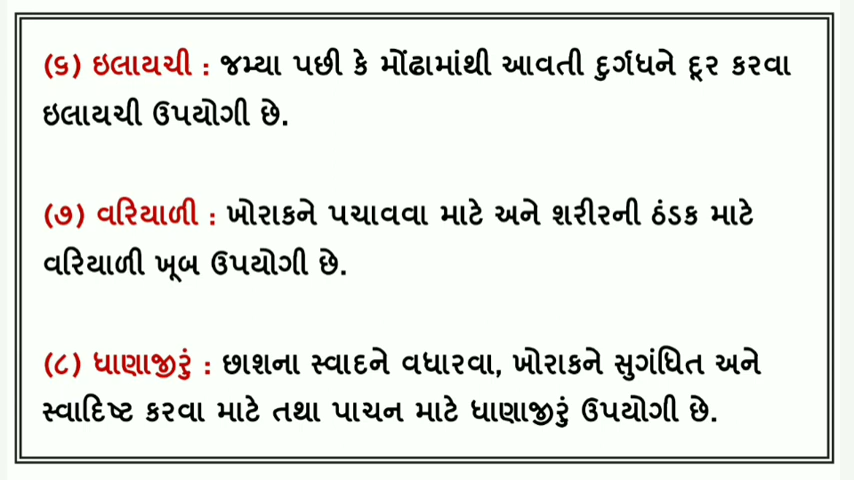 (૬) ઇલાયચી : જમ્યા પછી કે મોંઢામાંથી આવતી દુર્ગધને દૂર કરવા
ઇલાયચી ઉપયોગી છે.
(૭) વરિયાળી : ખોરાકને પચાવવા માટે અને શરીરની ઠંડક માટે
વરિયાળી ખૂબ ઉપયોગી છે.
(૮) ધાણાજીરું : છાશના સ્વાદને વધારવા, ખોરાકને સુગંધિત અને
સ્વાદિષ્ટ કરવા માટે તથા પાચન માટે ધાણાજીરું ઉપયોગી છે.